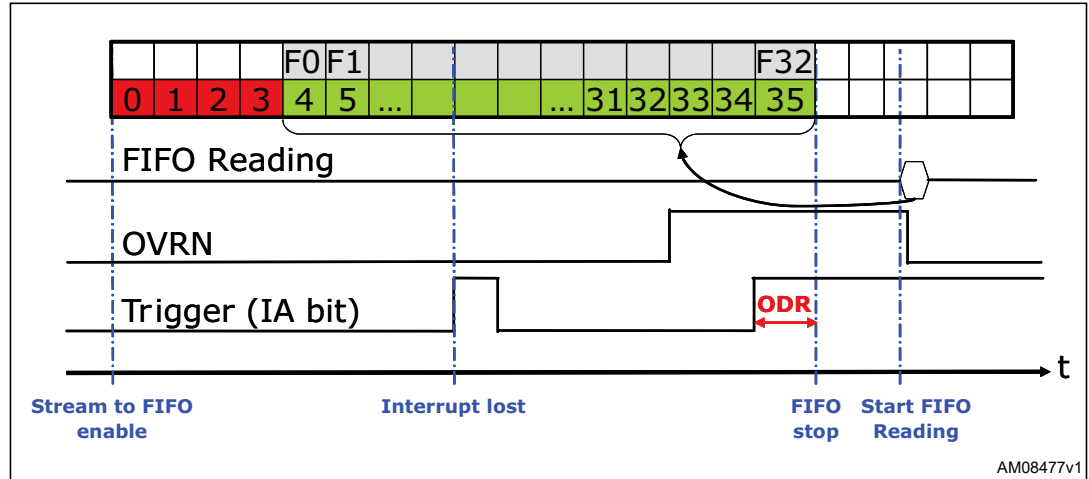 F0 F1 F32
0 1 2 3 4 5 ... ... 31 32 33 34 35
FIFO Reading
OVRN
Trigger (IA bit)
ODR
t
Stream to FIFO
enable
Interrupt lost
FIFO
stop
Start FIFO
Reading
AM08477v1